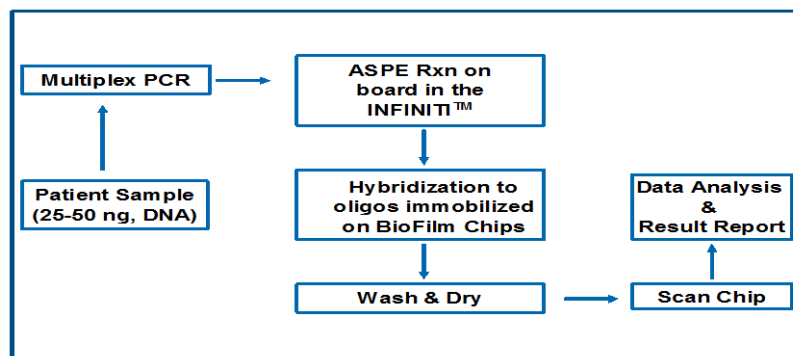 Multiplex PCR
ASPE Rxn on
board in the
INFINITI™
Patient Sample
(25-50 ng, DNA)
Hybridization to
oligos immobilized
on BioFilm Chips
Data Analysis
&
Result Report
Wash & Dry
Scan Chip